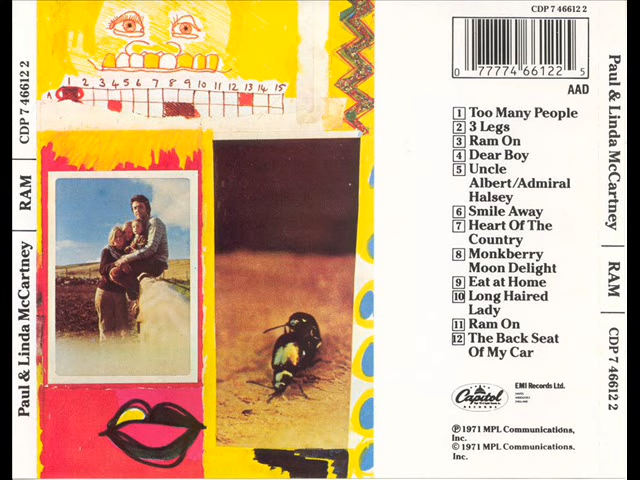 CDP 7 46612 2
Paul & Linda McCartney RAM CDP 7 46612 2
1 2 3 4 5 6 7 8 9 10 11 12 13 14 15
A
0 77774 66122 5
AAD
1 Too Many People
2 3 Legs
3 Ram On
4 Dear Boy
5 Uncle
Albert/Admiral
Halsey
6 Smile Away
7 Heart Of The
Country
8 Monkberry
Moon Delight
9 Eat at Home
10 Long Haired
Lady
11 Ram On
12 The Back Seat
Of My Car
Capitol
RECORDS
EMI Records Ltd.
℗ 1971 MPL Communications,
Inc.
© 1971 MPL Communications,
Inc.
Paul & Linda McCartney RAM CDP 7 46612 2